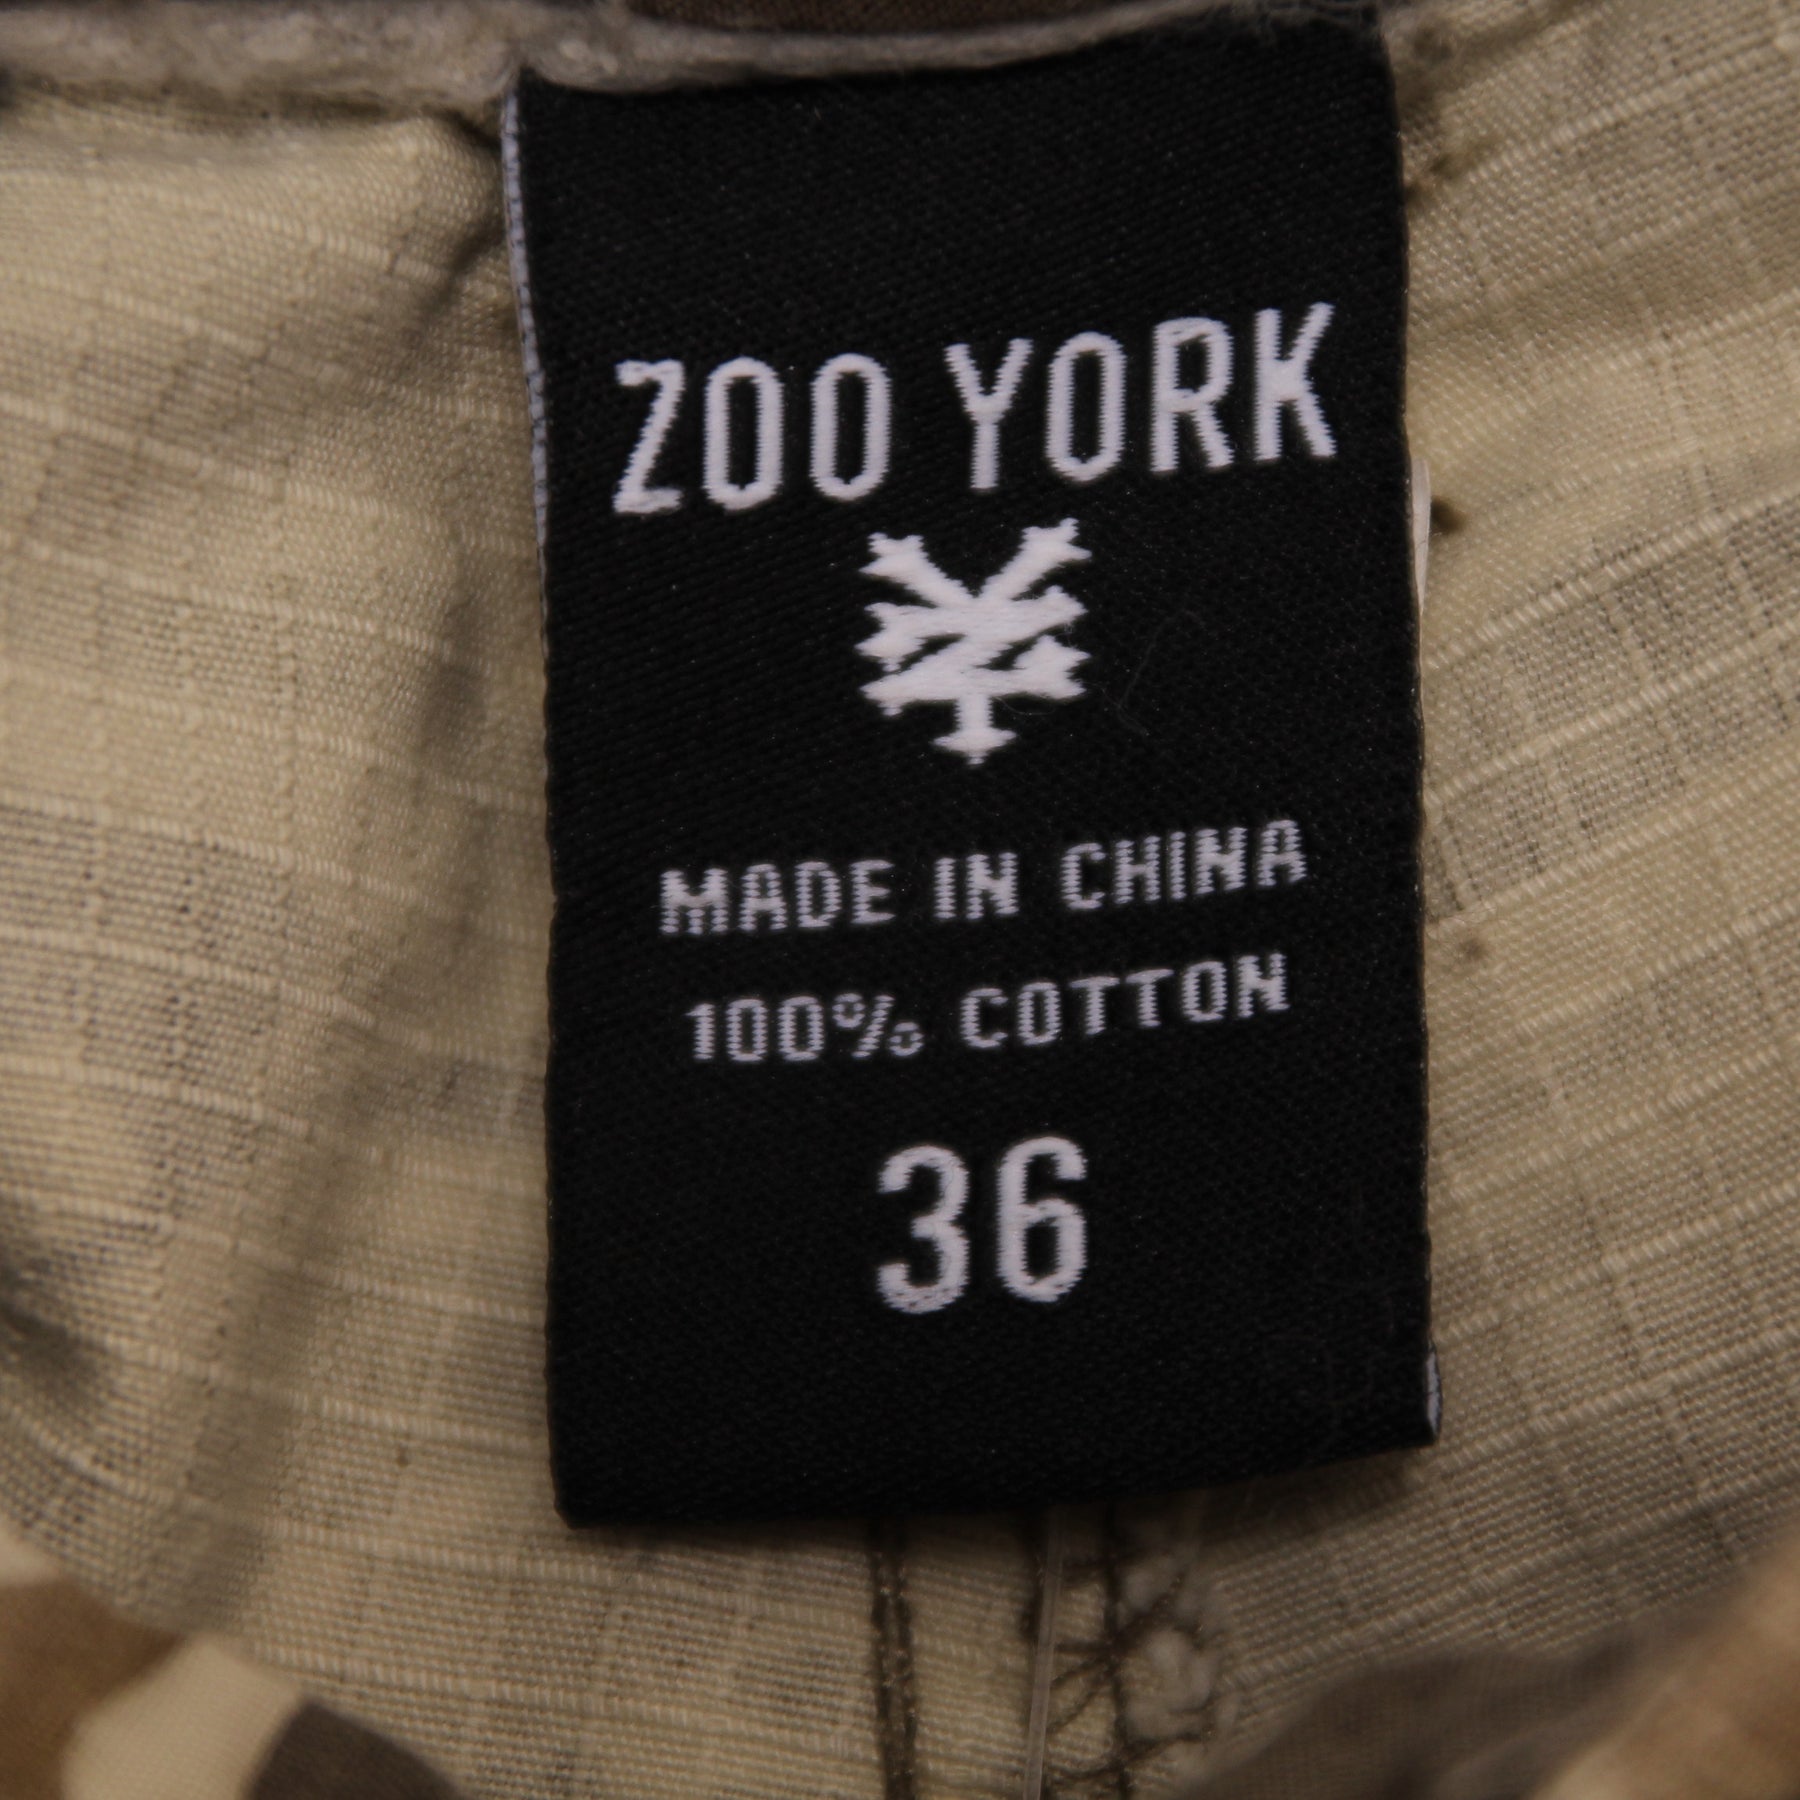 ZOO YORK
MADE IN CHINA
100% COTTON
36